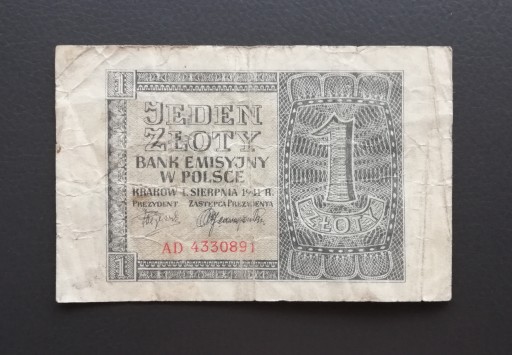 JEDEN
ZŁOTY
BANK EMISYJNY
W POLSCE
KRAKÓW 1. SIERPNIA 1941 R.
PREZYDENT ZASTĘPCA PREZYDENTA
AD 4330891
1
ZŁOTY